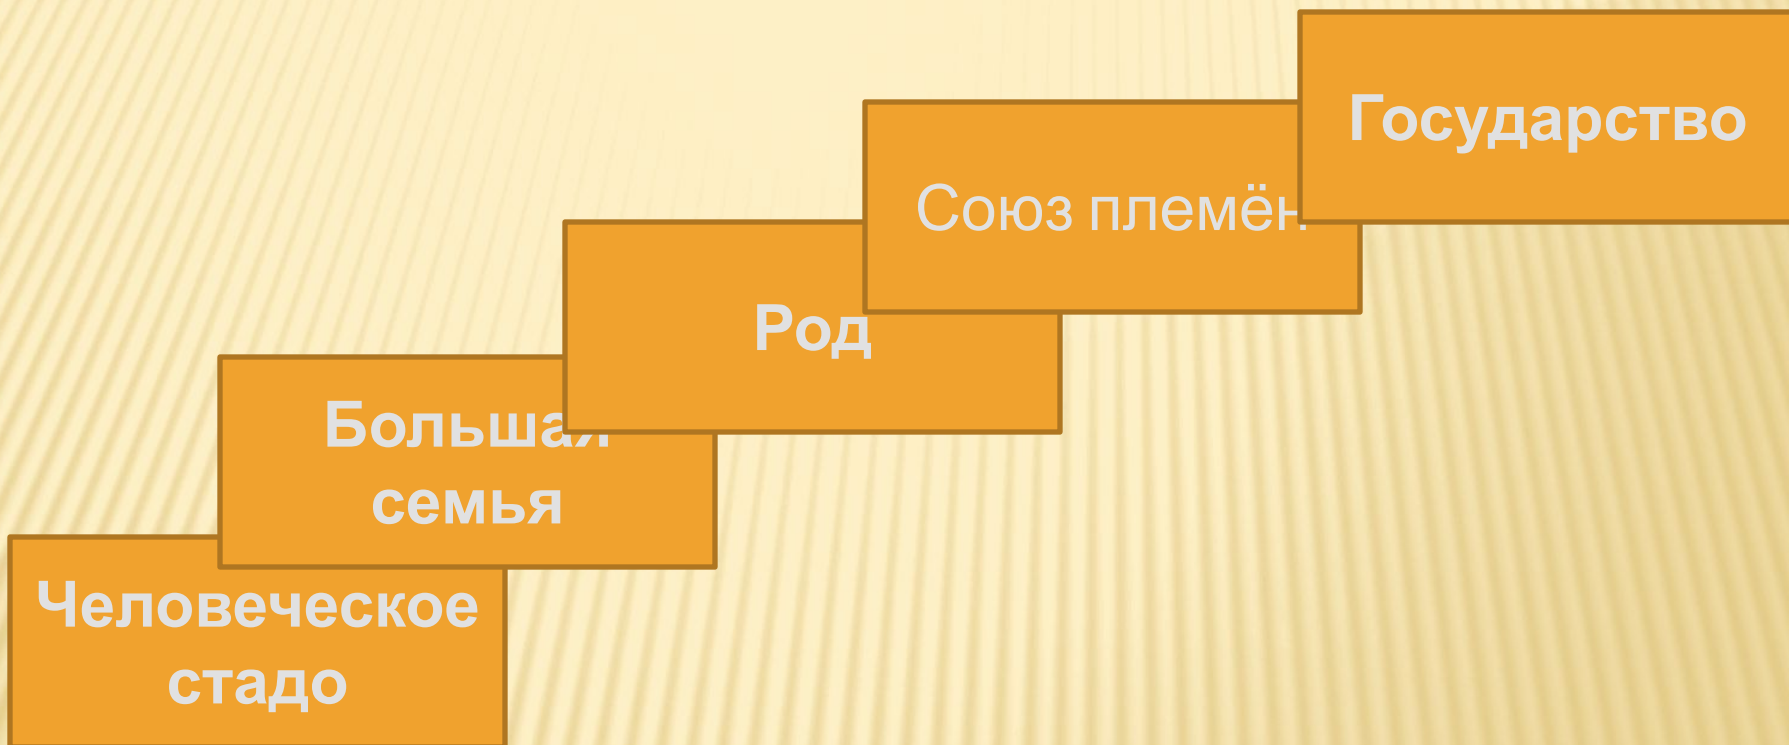 Государство
Союз племён
Род
Большая
семья
Человеческое
стадо